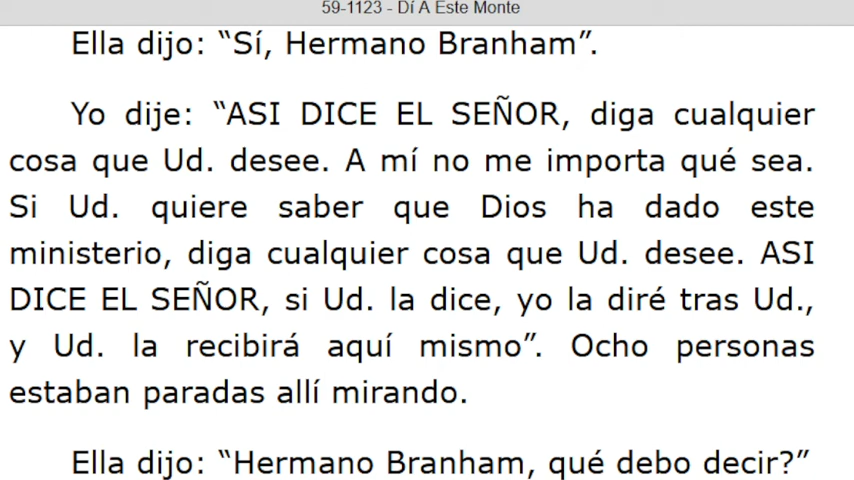 59-1123 - Dí A Este Monte
Ella dijo: “Sí, Hermano Branham”.
Yo dije: “ASI DICE EL SEÑOR, diga cualquier
cosa que Ud. desee. A mí no me importa qué sea.
Si Ud. quiere saber que Dios ha dado este
ministerio, diga cualquier cosa que Ud. desee. ASI
DICE EL SEÑOR, si Ud. la dice, yo la diré tras Ud.,
y Ud. la recibirá aquí mismo”. Ocho personas
estaban paradas allí mirando.
Ella dijo: “Hermano Branham, qué debo decir?”